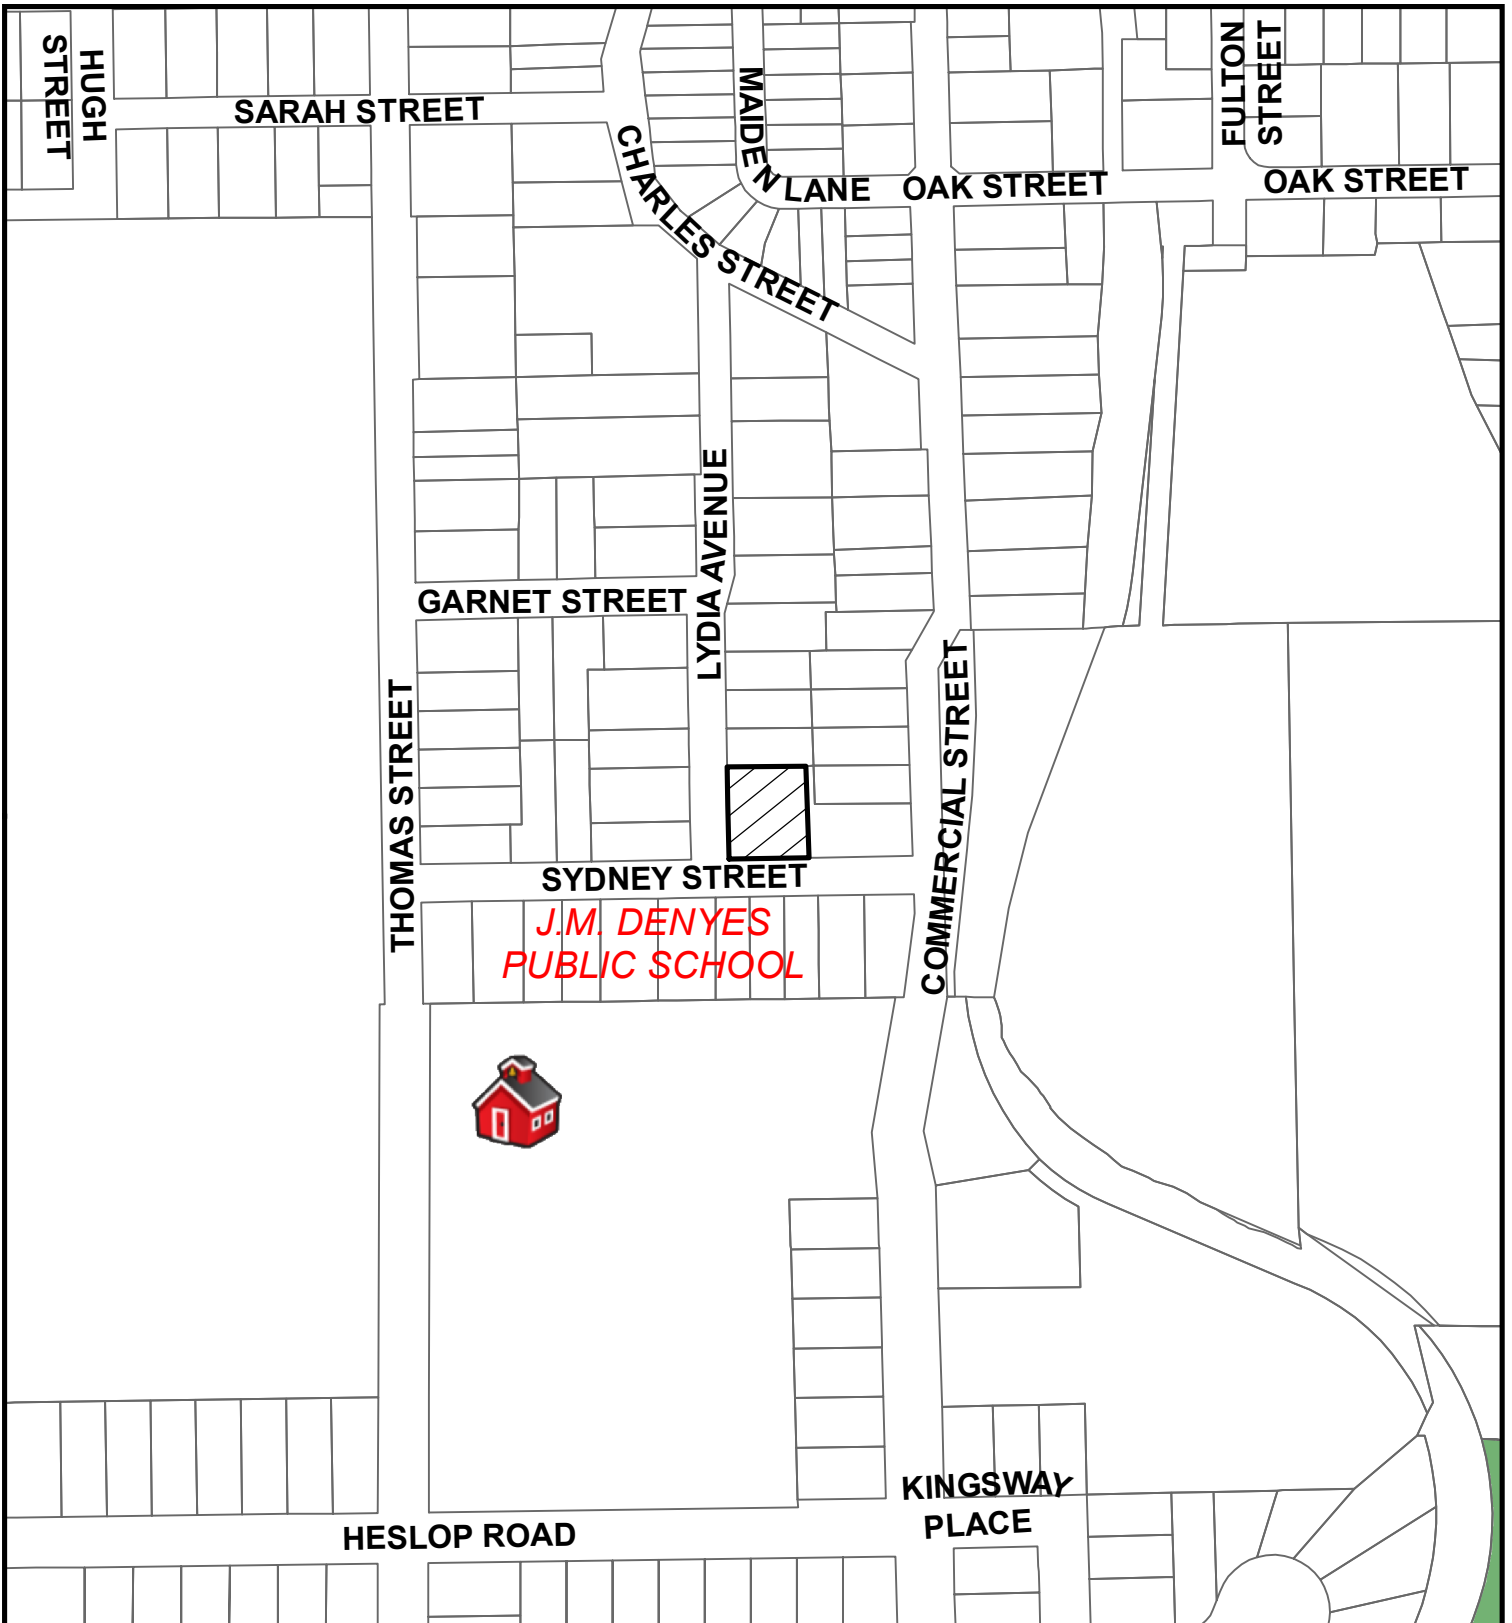 HUGH
STREET
SARAH STREET
CHARLES STREET
MAIDEN LANE
OAK STREET
FULTON
STREET
OAK STREET
LYDIA AVENUE
GARNET STREET
THOMAS STREET
COMMERCIAL STREET
SYDNEY STREET
J.M. DENYES
PUBLIC SCHOOL
KINGSWAY
PLACE
HESLOP ROAD